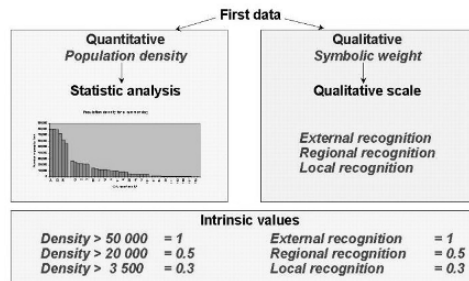 First data
Quantitative
Population density
Statistic analysis
Qualitative
Symbolic weight
Qualitative scale
External recognition
Regional recognition
Local recognition
Intrinsic values
Density > 50 000 = 1
Density > 20 000 = 0.5
Density > 3 500 = 0.3
External recognition = 1
Regional recognition = 0.5
Local recognition = 0.3